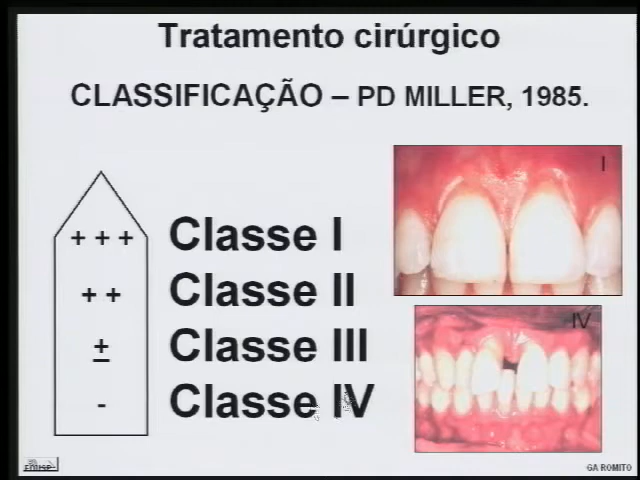 Tratamento cirúrgico
CLASSIFICAÇÃO – PD MILLER, 1985.
I
+ + + Classe I
+ + Classe II
± Classe III
- Classe IV
IV
GA ROMITO